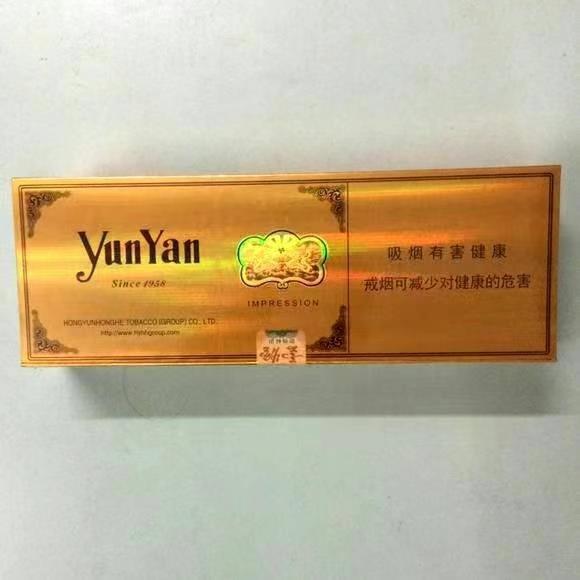 YunYan
Since 1958
IMPRESSION
HONGYUNHONGHE TOBACCO (GROUP) CO., LTD.
http://www.hyhhgroup.com
吸烟有害健康
戒烟可减少对健康的危害